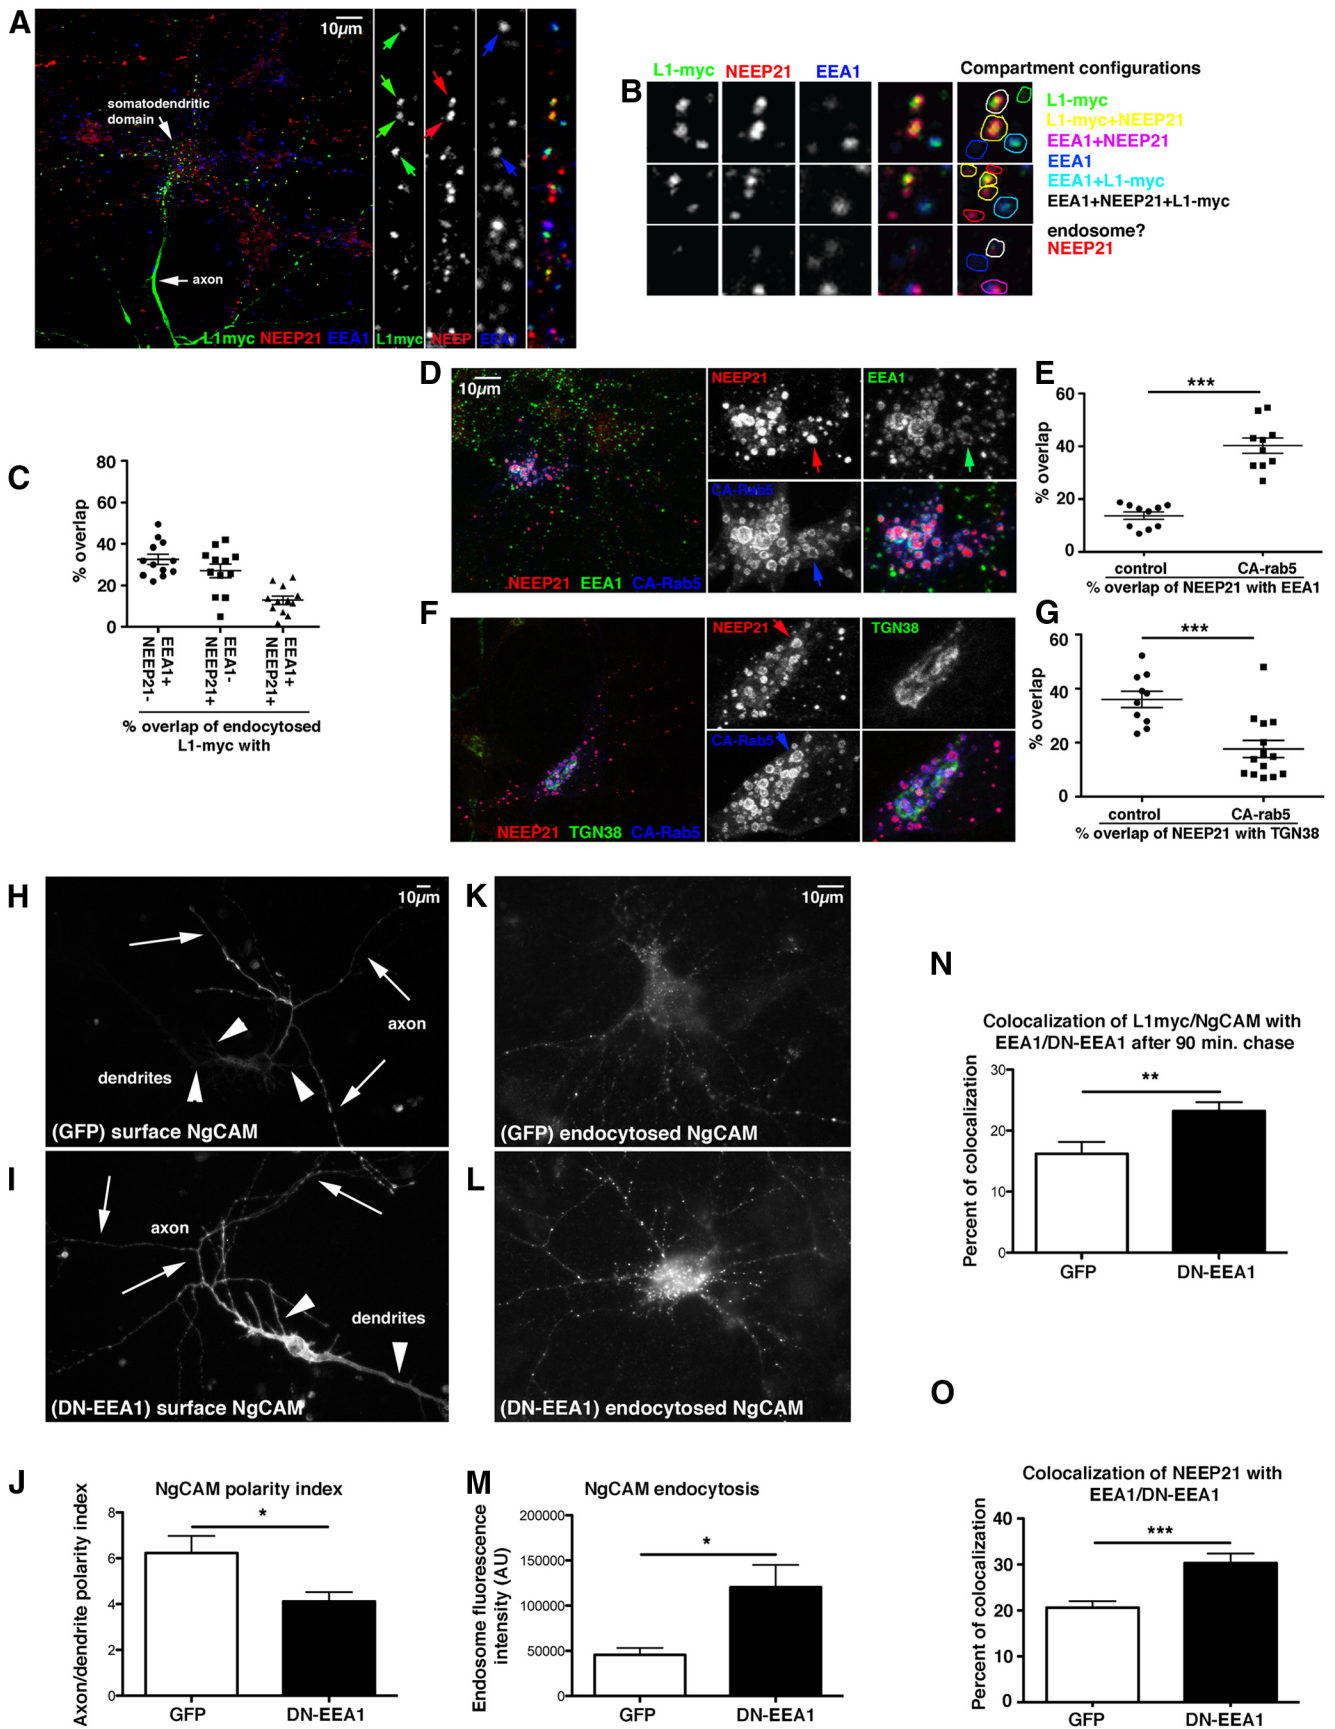 A
10µm
somatodendritic
domain
axon
L1myc NEEP21 EEA1
L1myc
NEEP
EEA1
B
L1-myc
NEEP21
EEA1
Compartment configurations
L1-myc
L1-myc+NEEP21
EEA1+NEEP21
EEA1
EEA1+L1-myc
EEA1+NEEP21+L1-myc
endosome?
NEEP21
C
% overlap
80
60
40
20
0
EEA1+
NEEP21-
EEA1-
NEEP21+
EEA1+
NEEP21+
% overlap of endocytosed
L1-myc with
D
10µm
NEEP21 EEA1 CA-Rab5
NEEP21
EEA1
CA-Rab5
E
% overlap
60
40
20
0
***
control
CA-rab5
% overlap of NEEP21 with EEA1
F
NEEP21 TGN38 CA-Rab5
NEEP21
TGN38
CA-Rab5
G
% overlap
60
40
20
0
***
control
CA-rab5
% overlap of NEEP21 with TGN38
H
10µm
axon
dendrites
(GFP) surface NgCAM
I
axon
dendrites
(DN-EEA1) surface NgCAM
J
NgCAM polarity index
Axon/dendrite polarity index
8
6
4
2
0
*
GFP
DN-EEA1
K
10µm
(GFP) endocytosed NgCAM
L
(DN-EEA1) endocytosed NgCAM
M
NgCAM endocytosis
Endosome fluorescence
intensity (AU)
200000
150000
100000
50000
0
*
GFP
DN-EEA1
N
Colocalization of L1myc/NgCAM with
EEA1/DN-EEA1 after 90 min. chase
Percent of colocalization
30
20
10
0
**
GFP
DN-EEA1
O
Colocalization of NEEP21 with
EEA1/DN-EEA1
Percent of colocalization
40
30
20
10
0
***
GFP
DN-EEA1